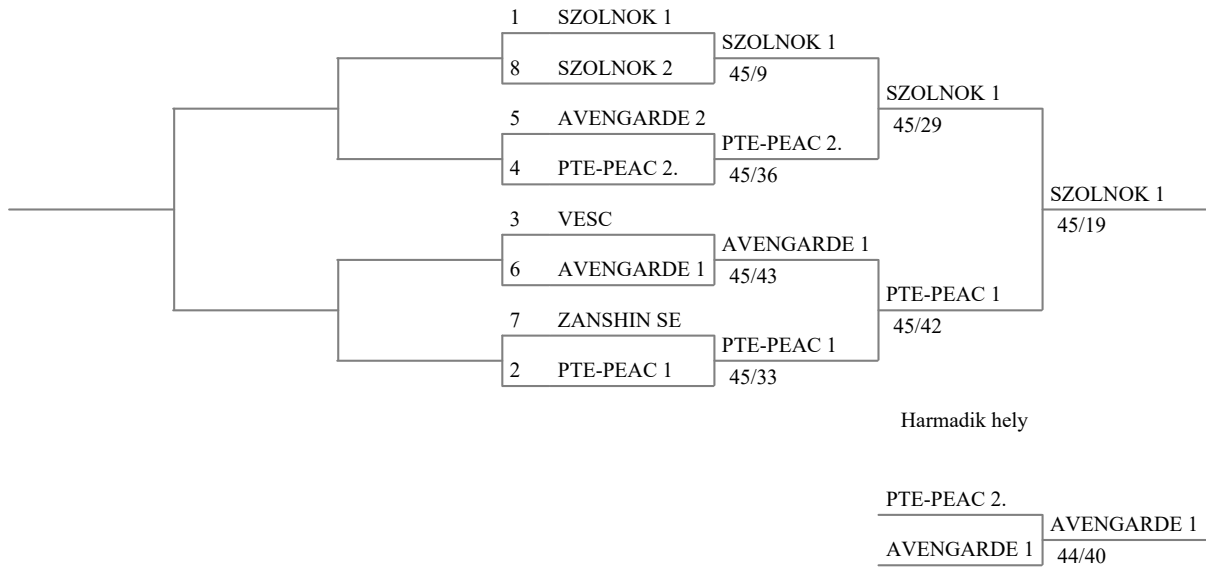 1 SZOLNOK 1
SZOLNOK 1
8 SZOLNOK 2
45/9
SZOLNOK 1
5 AVENGARDE 2
45/29
PTE-PEAC 2.
4 PTE-PEAC 2.
45/36
SZOLNOK 1
3 VESC
45/19
AVENGARDE 1
6 AVENGARDE 1
45/43
PTE-PEAC 1
7 ZANSHIN SE
45/42
PTE-PEAC 1
2 PTE-PEAC 1
45/33
Harmadik hely
PTE-PEAC 2.
AVENGARDE 1
AVENGARDE 1
44/40